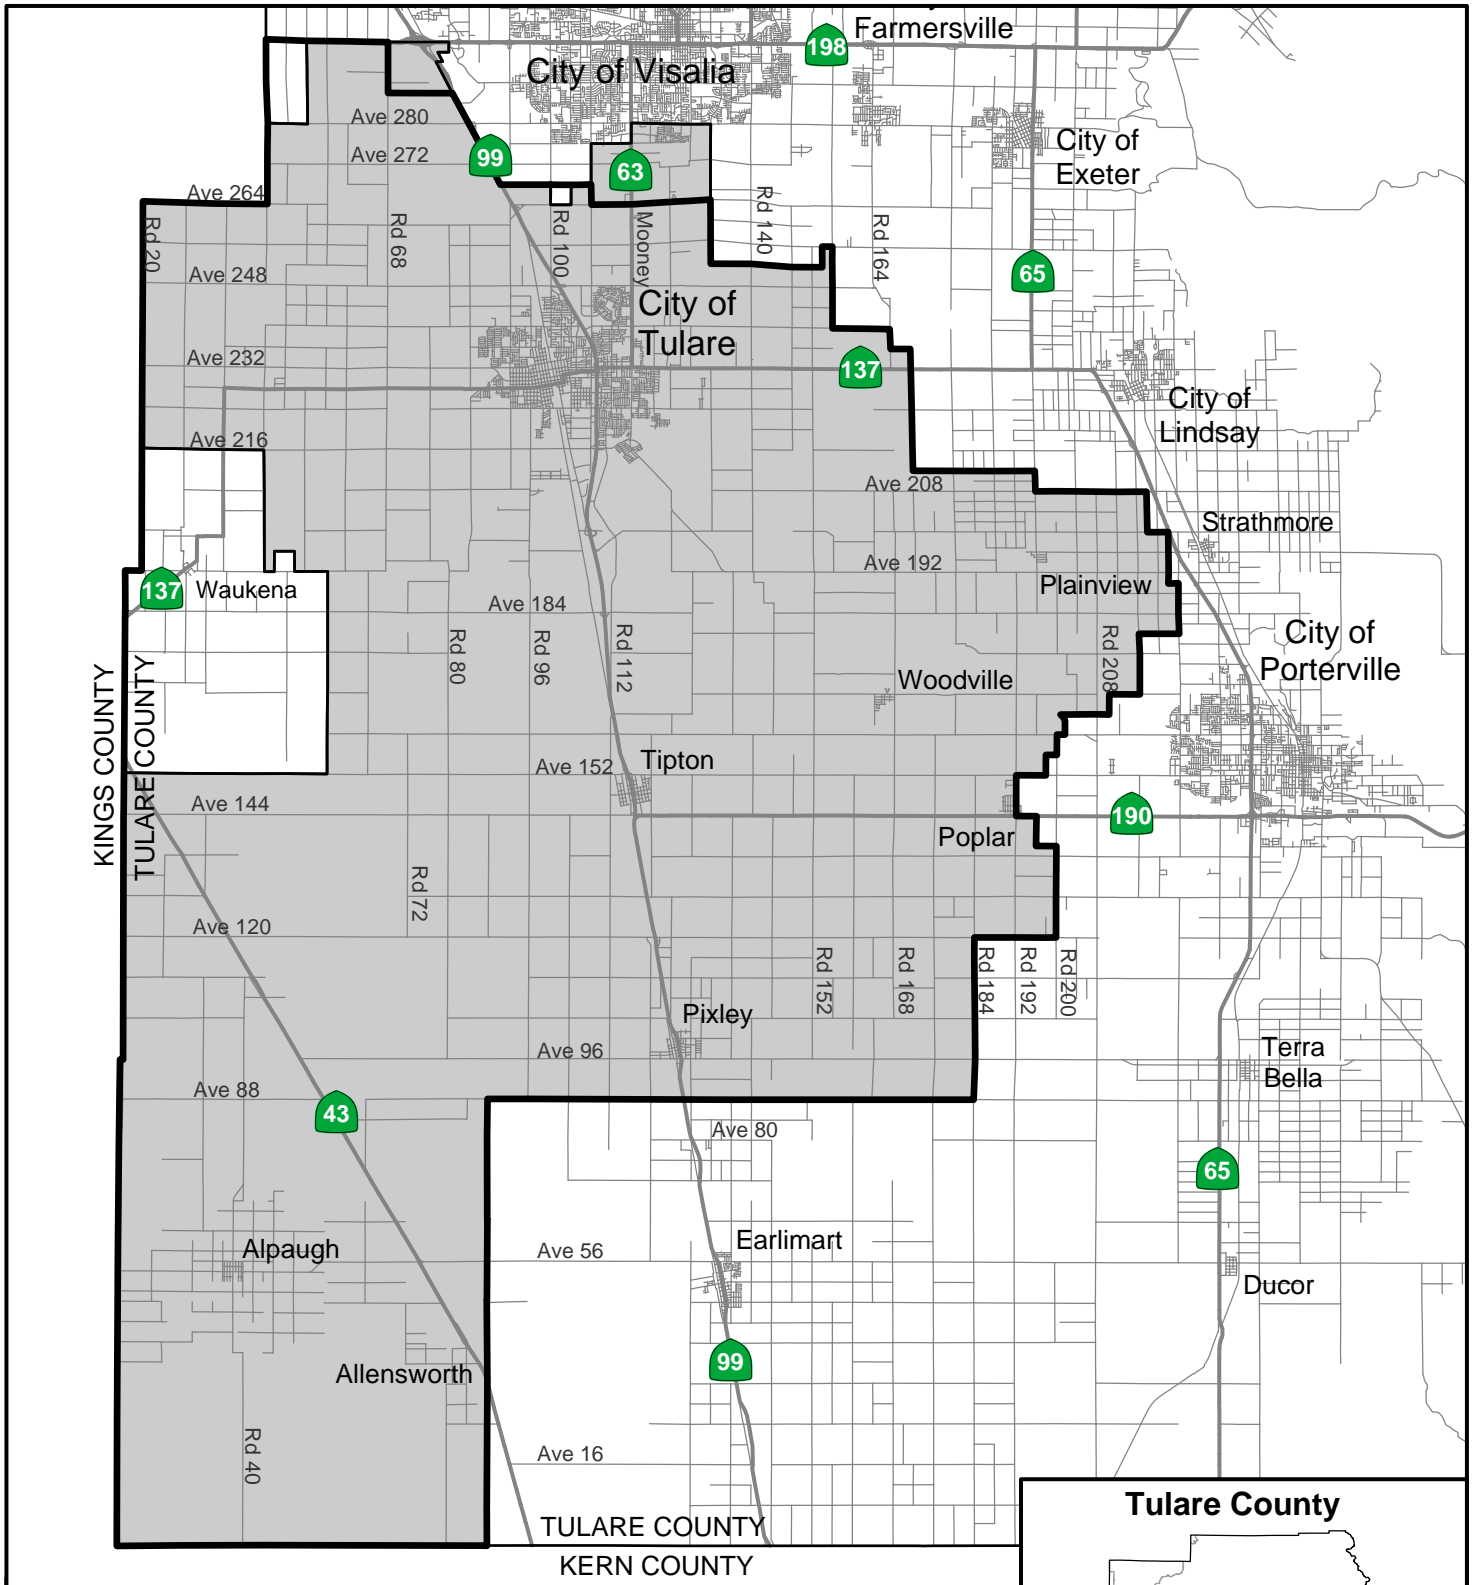 198
Farmersville
City of Visalia
Ave 280
Ave 272
99
63
City of
Exeter
Ave 264
Rd 20
Rd 68
Rd 100
Mooney
Rd 140
Rd 164
Ave 248
65
City of
Tulare
Ave 232
137
City of
Lindsay
Ave 216
Ave 208
Strathmore
Ave 192
Plainview
137
Waukena
Ave 184
Rd 80
Rd 96
Rd 112
Rd 208
City of
Porterville
Woodville
KINGS COUNTY
TULARE COUNTY
Ave 152
Tipton
Ave 144
190
Poplar
Rd 72
Ave 120
Rd 152
Rd 168
Rd 184
Rd 192
Rd 200
Pixley
Ave 96
Terra
Bella
Ave 88
43
Ave 80
65
Alpaugh
Ave 56
Earlimart
Ducor
99
Allensworth
Rd 40
Ave 16
Tulare County
TULARE COUNTY
KERN COUNTY